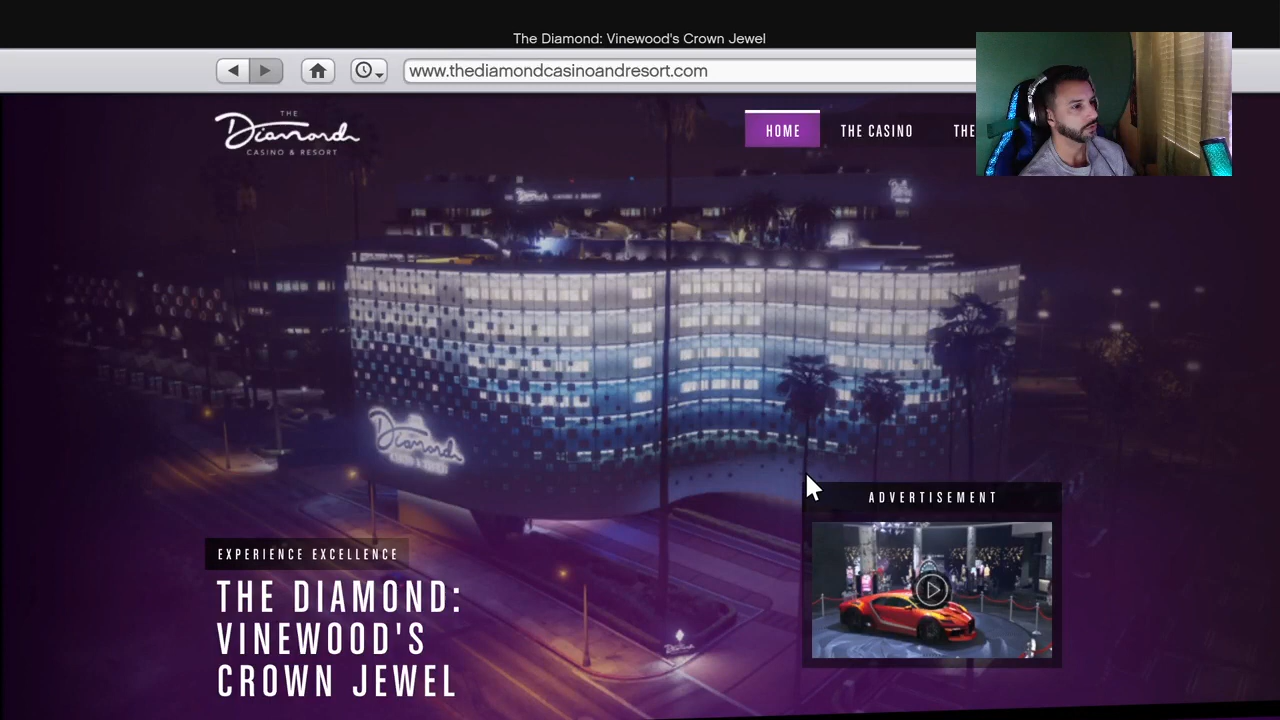 The Diamond: Vinewood's Crown Jewel
www.thediamondcasinoandresort.com
THE
Diamond
CASINO & RESORT
HOME
THE CASINO
THE
Diamond
ADVERTISEMENT
EXPERIENCE EXCELLENCE
THE DIAMOND:
VINEWOOD'S
CROWN JEWEL